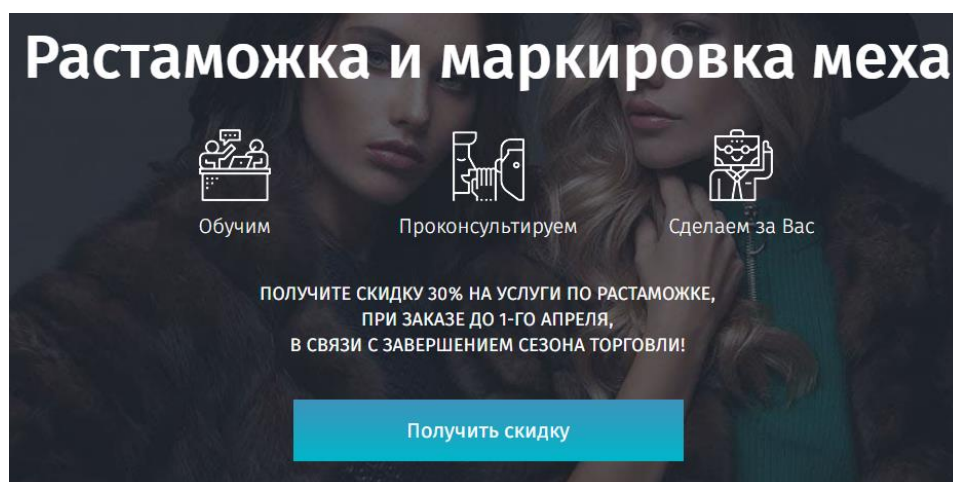 Растаможка и маркировка меха
Обучим
Проконсультируем
Сделаем за Вас
ПОЛУЧИТЕ СКИДКУ 30% НА УСЛУГИ ПО РАСТАМОЖКЕ,
ПРИ ЗАКАЗЕ ДО 1-ГО АПРЕЛЯ,
В СВЯЗИ С ЗАВЕРШЕНИЕМ СЕЗОНА ТОРГОВЛИ!
Получить скидку